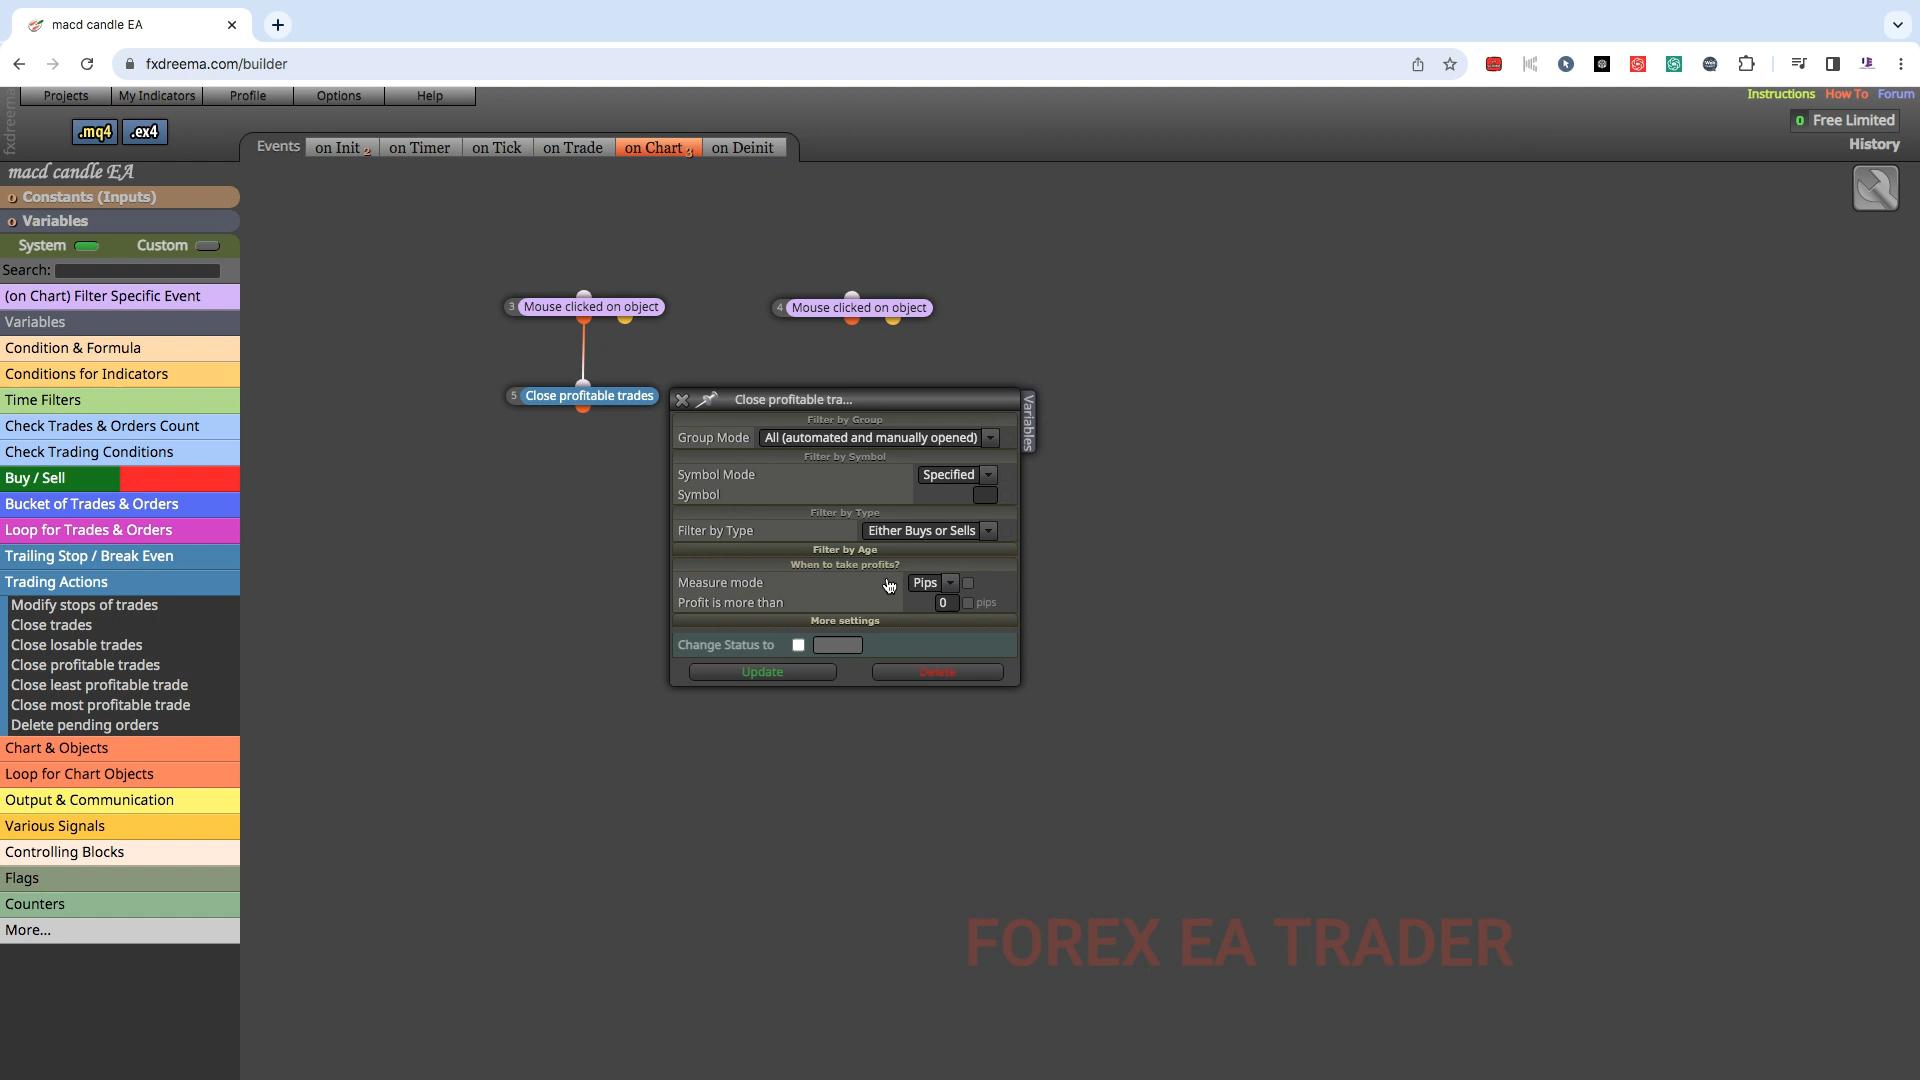 macd candle EA
fxdreema.com/builder
Projects
My Indicators
Profile
Options
Help
Instructions
How To
Forum
fxdreema
.mq4
.ex4
0 Free Limited
History
Events
on Init 2
on Timer
on Tick
on Trade
on Chart 3
on Deinit
macd candle EA
0 Constants (Inputs)
0 Variables
System
Custom
Search:
(on Chart) Filter Specific Event
Variables
Condition & Formula
Conditions for Indicators
Time Filters
Check Trades & Orders Count
Check Trading Conditions
Buy / Sell
Bucket of Trades & Orders
Loop for Trades & Orders
Trailing Stop / Break Even
Trading Actions
Modify stops of trades
Close trades
Close losable trades
Close profitable trades
Close least profitable trade
Close most profitable trade
Delete pending orders
Chart & Objects
Loop for Chart Objects
Output & Communication
Various Signals
Controlling Blocks
Flags
Counters
More...
3 Mouse clicked on object
4 Mouse clicked on object
5 Close profitable trades
Close profitable tra...
Variables
Filter by Group
Group Mode All (automated and manually opened)
Filter by Symbol
Symbol Mode Specified
Symbol
Filter by Type
Filter by Type Either Buys or Sells
Filter by Age
When to take profits?
Measure mode Pips
Profit is more than 0 pips
More settings
Change Status to
Update
Delete
FOREX EA TRADER